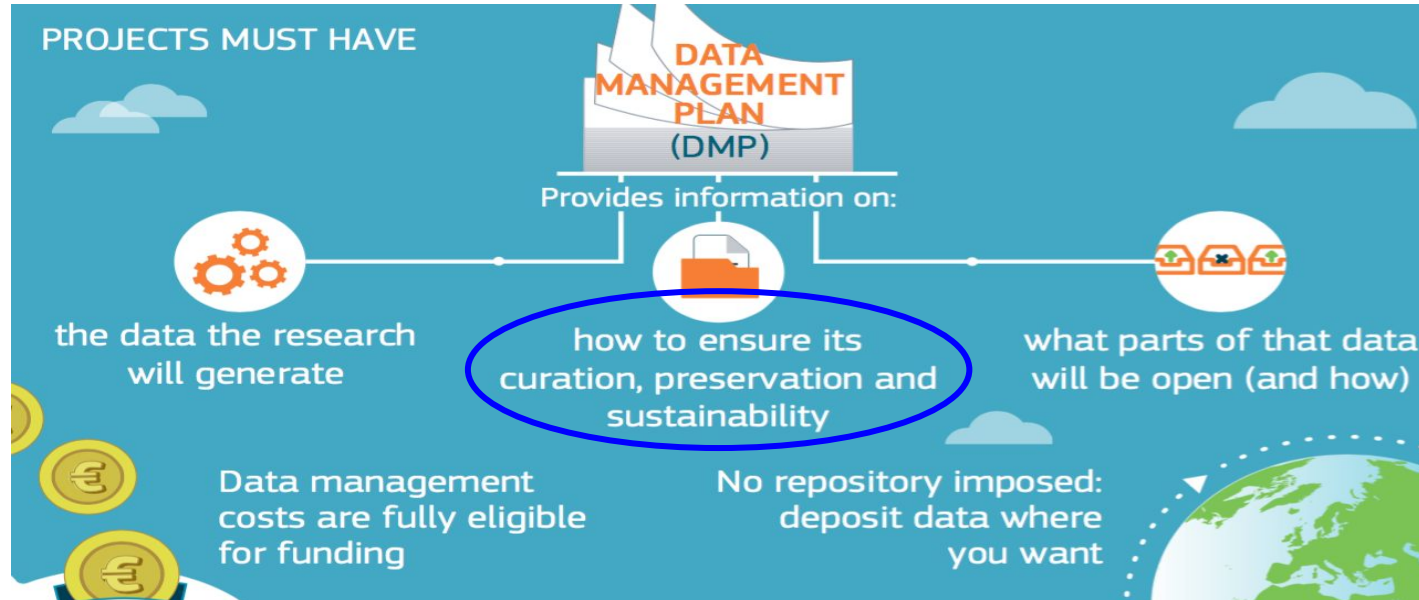 PROJECTS MUST HAVE
DATA
MANAGEMENT
PLAN
(DMP)
Provides information on:
the data the research
will generate
how to ensure its
curation, preservation and
sustainability
what parts of that data
will be open (and how)
Data management
costs are fully eligible
for funding
No repository imposed:
deposit data where
you want
€
€